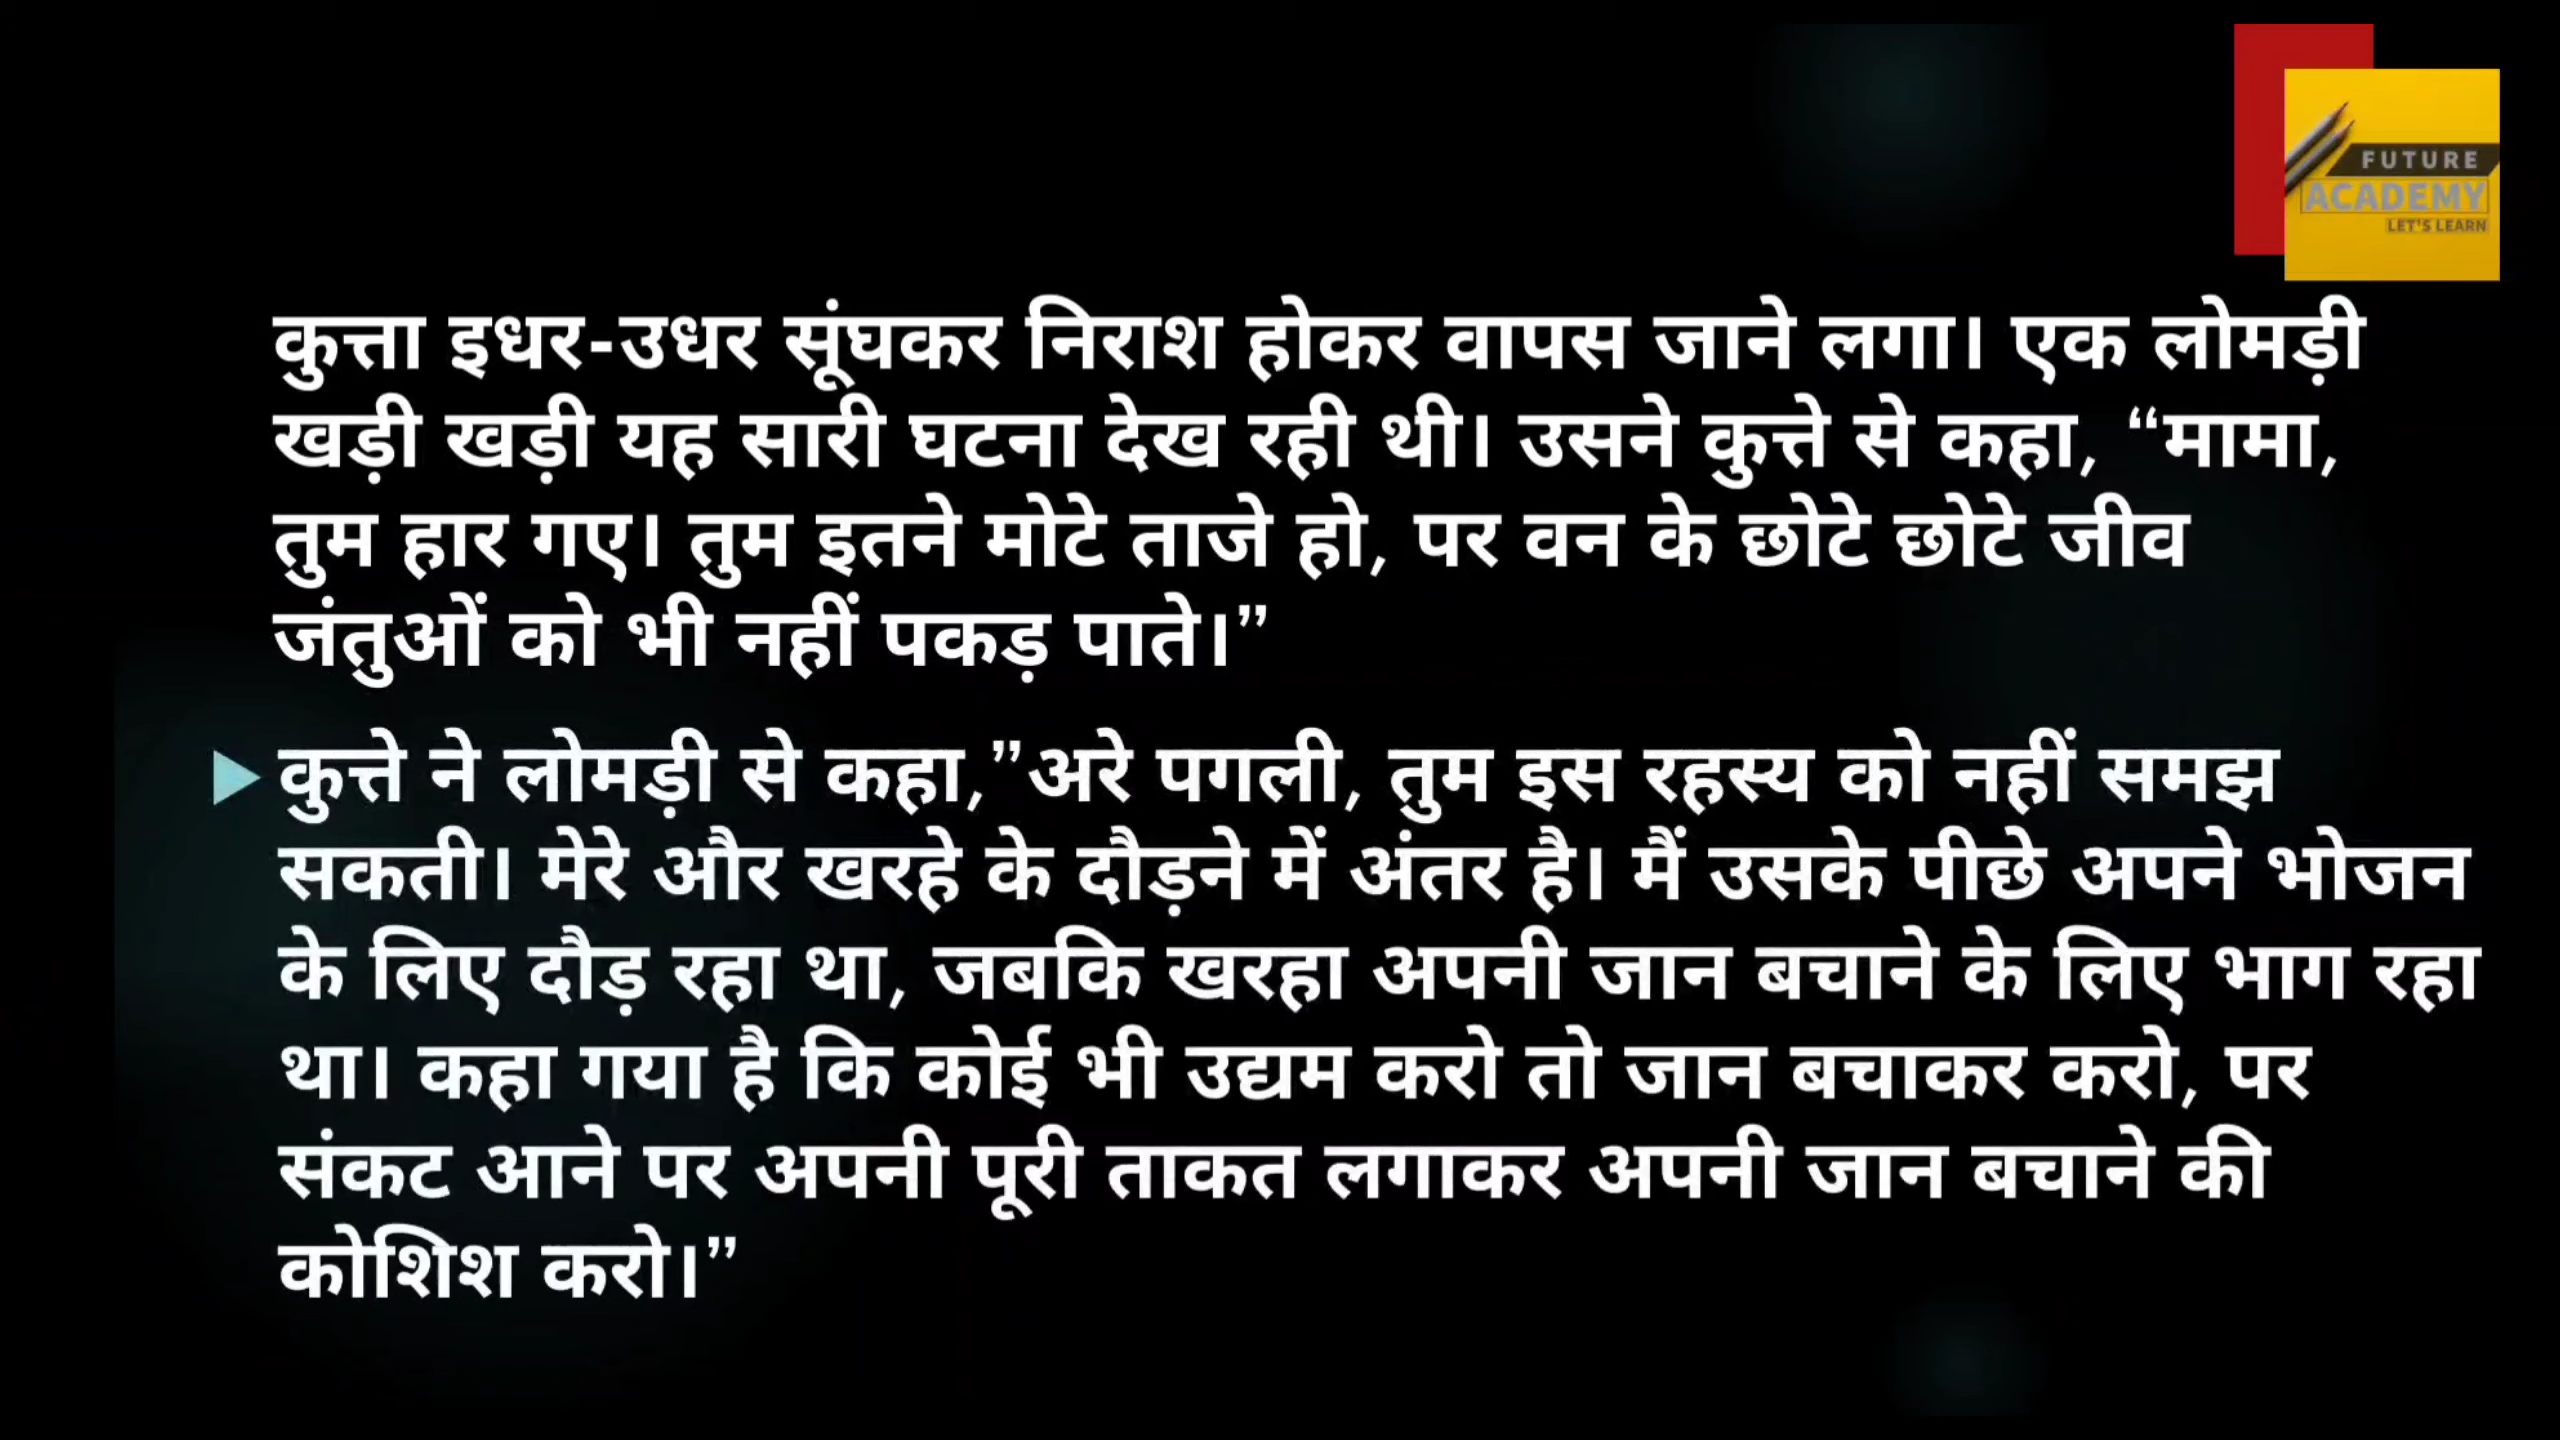 FUTURE
ACADEMY
LET'S LEARN
कुत्ता इधर-उधर सूंघकर निराश होकर वापस जाने लगा। एक लोमड़ी
खड़ी खड़ी यह सारी घटना देख रही थी। उसने कुत्ते से कहा, “मामा,
तुम हार गए। तुम इतने मोटे ताजे हो, पर वन के छोटे छोटे जीव
जंतुओं को भी नहीं पकड़ पाते।”
कुत्ते ने लोमड़ी से कहा,”अरे पगली, तुम इस रहस्य को नहीं समझ
सकती। मेरे और खरहे के दौड़ने में अंतर है। मैं उसके पीछे अपने भोजन
के लिए दौड़ रहा था, जबकि खरहा अपनी जान बचाने के लिए भाग रहा
था। कहा गया है कि कोई भी उद्यम करो तो जान बचाकर करो, पर
संकट आने पर अपनी पूरी ताकत लगाकर अपनी जान बचाने की
कोशिश करो।”